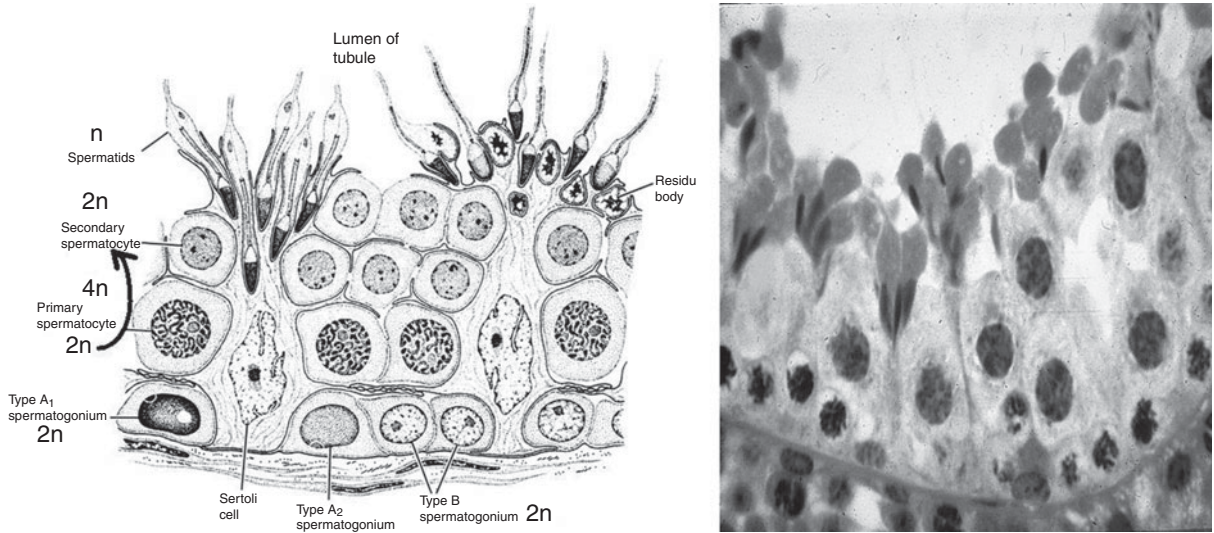 Lumen of
tubule
n
Spermatids
2n
Secondary
spermatocyte
4n
Primary
spermatocyte
2n
Type A1
spermatogonium
2n
Residu
body
Sertoli
cell
Type A2
spermatogonium
Type B
spermatogonium 2n